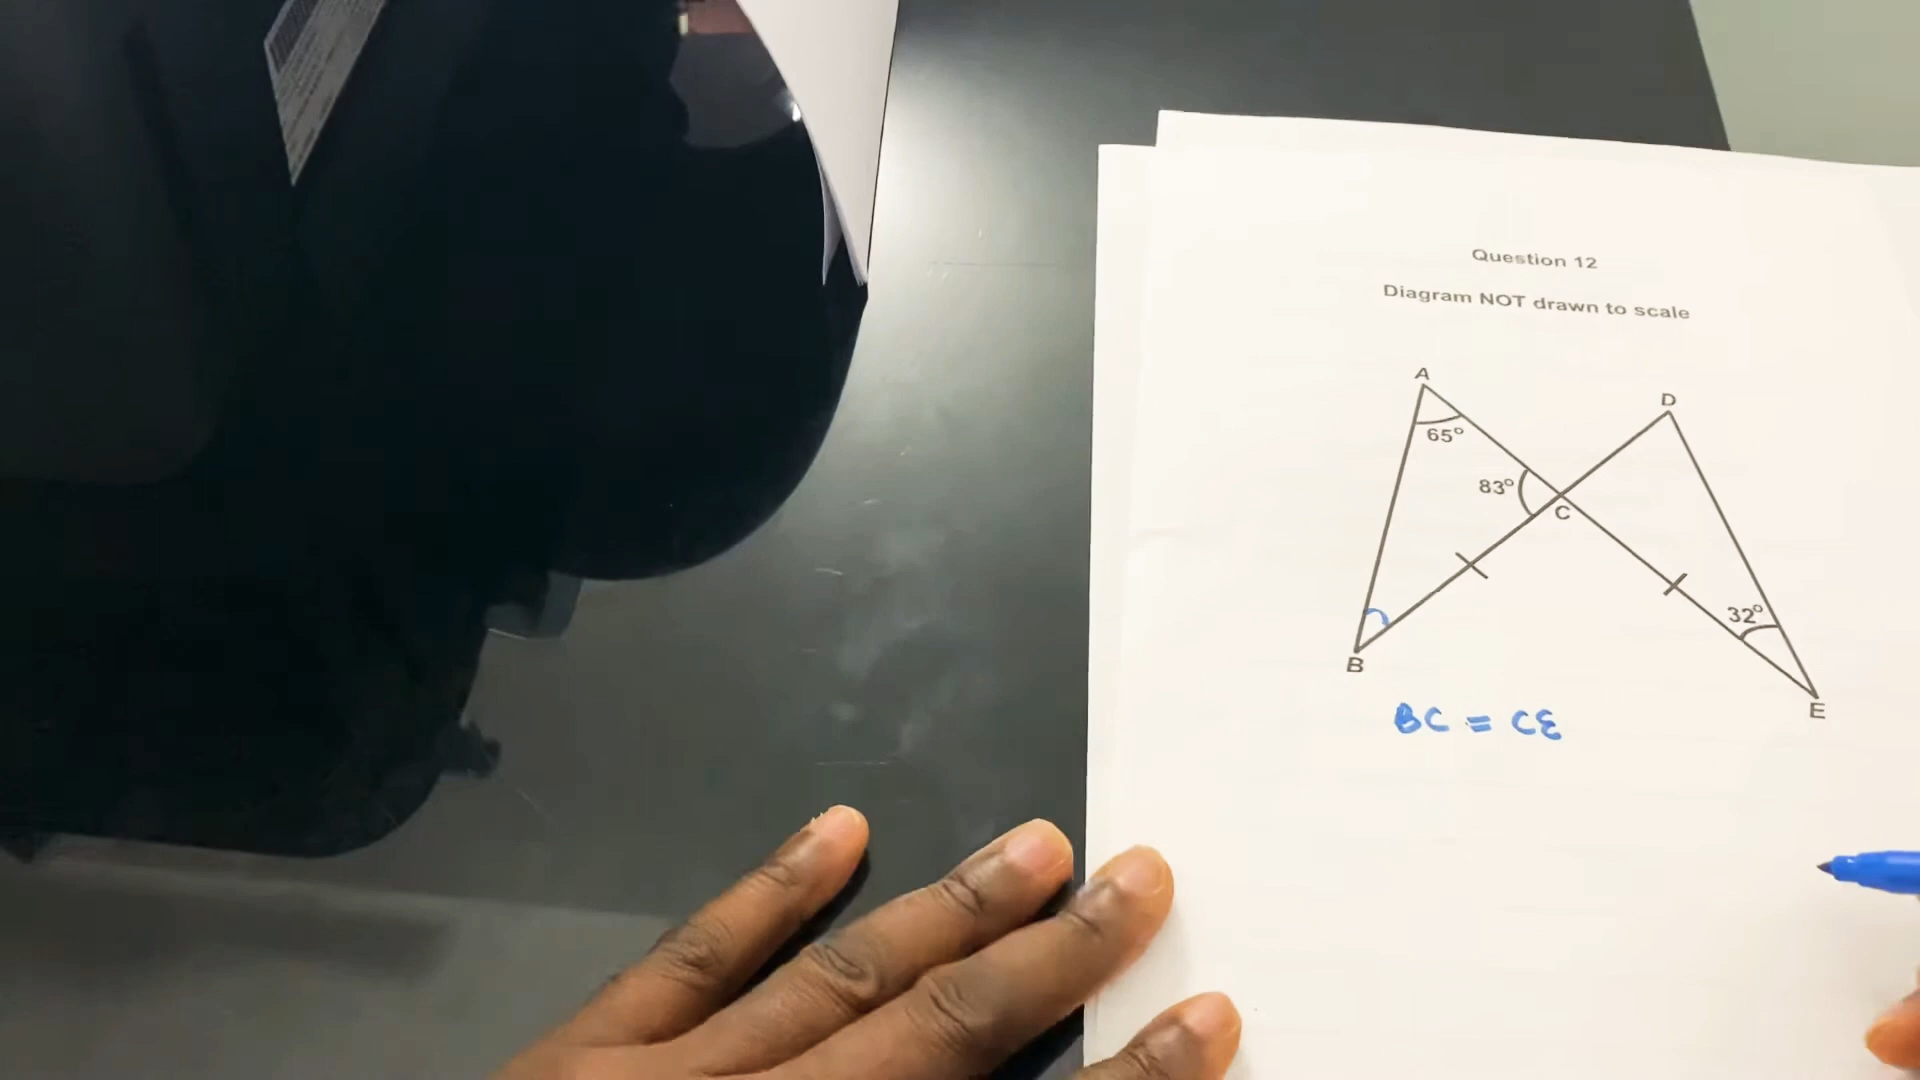 Question 12
Diagram NOT drawn to scale
A
D
65°
83°
C
32°
B
E
BC = CE